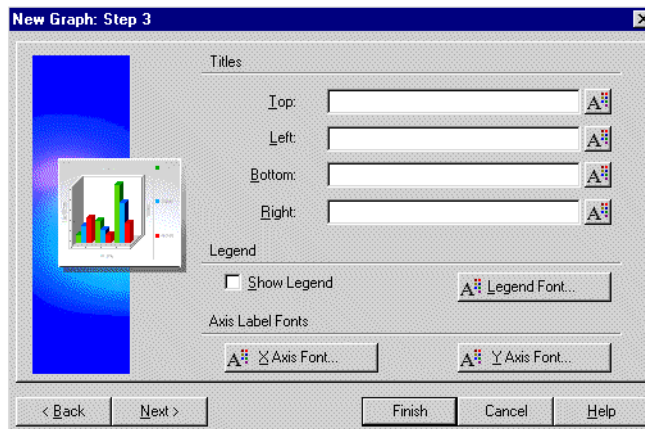 New Graph: Step 3
Titles
Top:
Left:
Bottom:
Right:
Legend
Show Legend
Legend Font...
Axis Label Fonts
X Axis Font...
Y Axis Font...
< Back
Next >
Finish
Cancel
Help